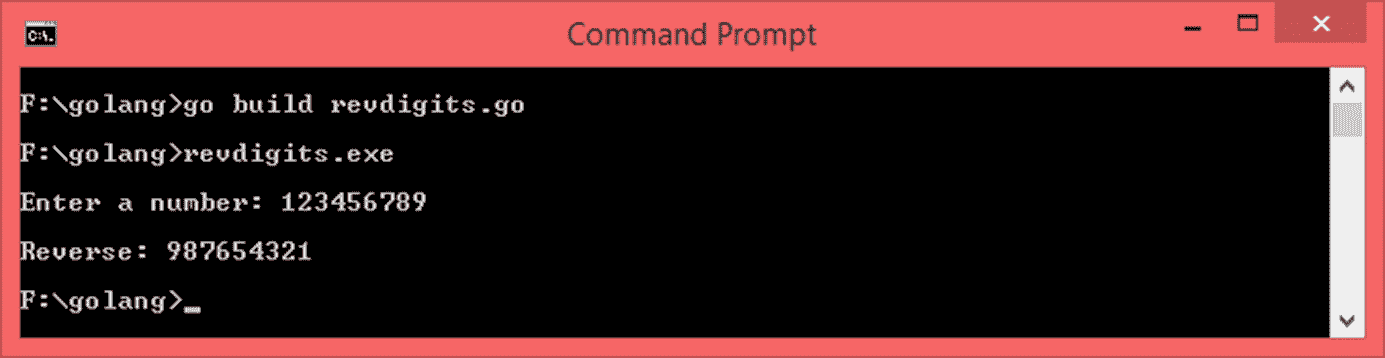 C:\.
Command Prompt
F:\golang>go build revdigits.go
F:\golang>revdigits.exe
Enter a number: 123456789
Reverse: 987654321
F:\golang>_